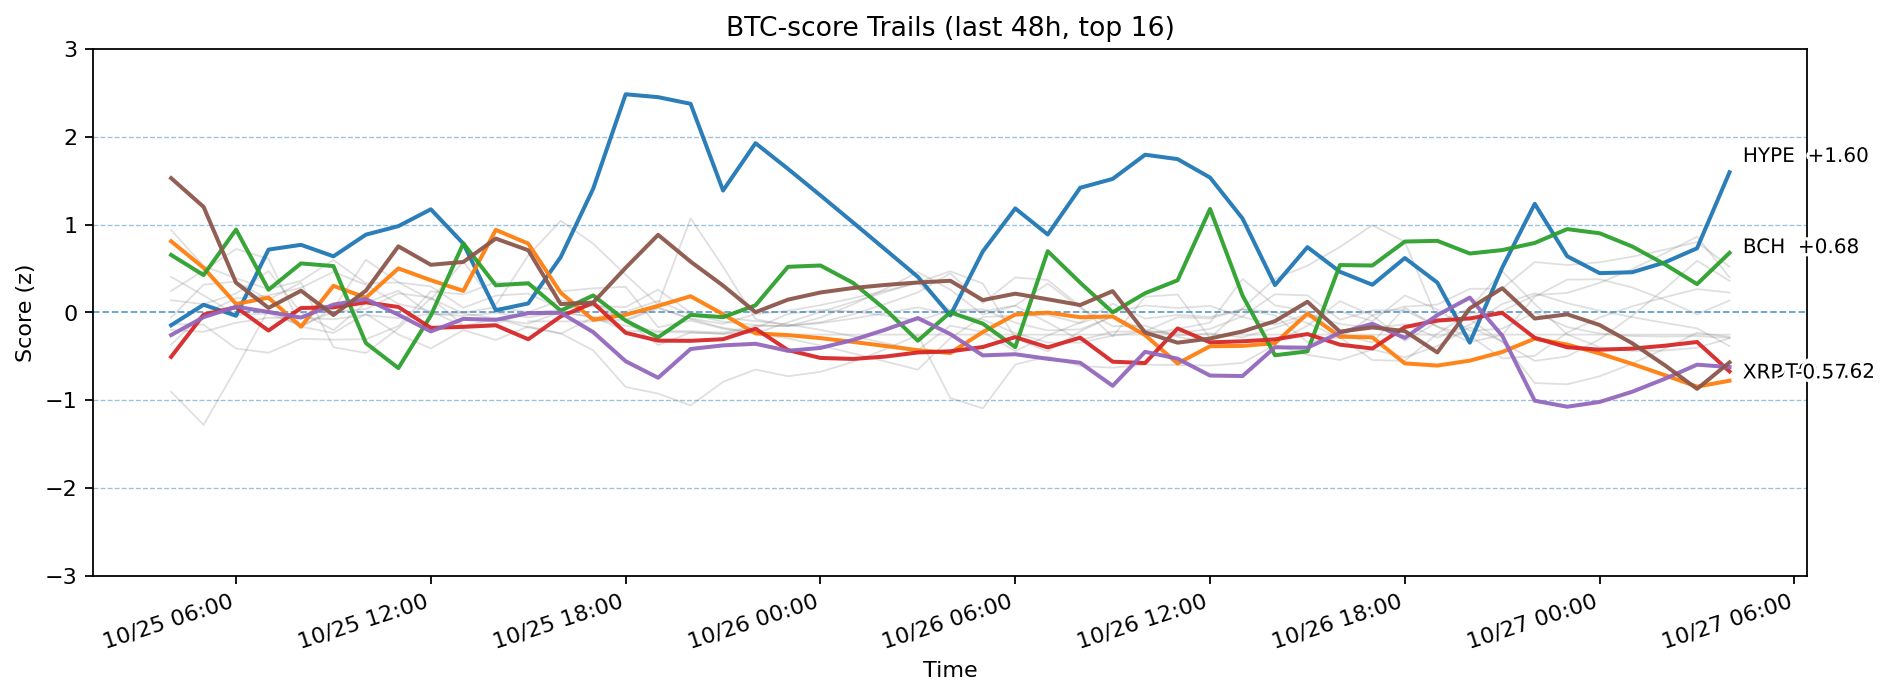 BTC-score Trails (last 48h, top 16)
Score (z)
3
2
1
0
−1
−2
−3
HYPE +1.60
BCH +0.68
XRP -0.57
10/25 06:00
10/25 12:00
10/25 18:00
10/26 00:00
10/26 06:00
10/26 12:00
10/26 18:00
10/27 00:00
10/27 06:00
Time